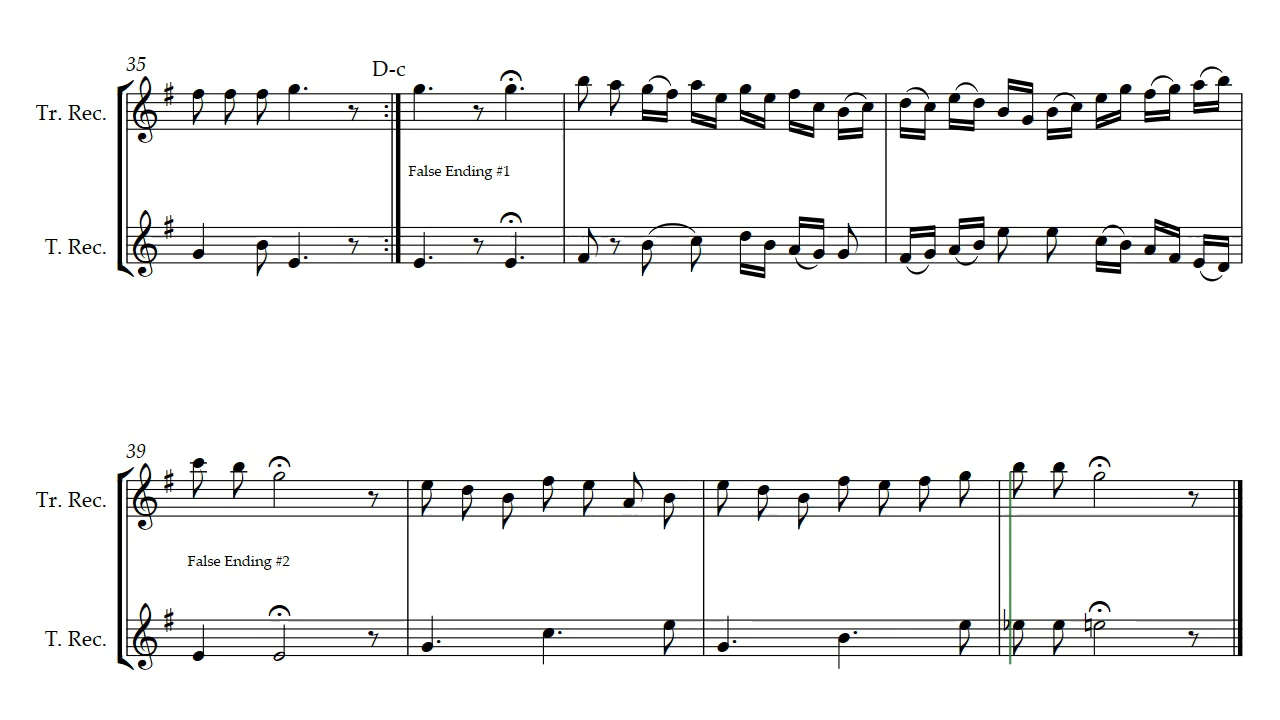 35
D-c
Tr. Rec.
False Ending #1
T. Rec.
39
Tr. Rec.
False Ending #2
T. Rec.